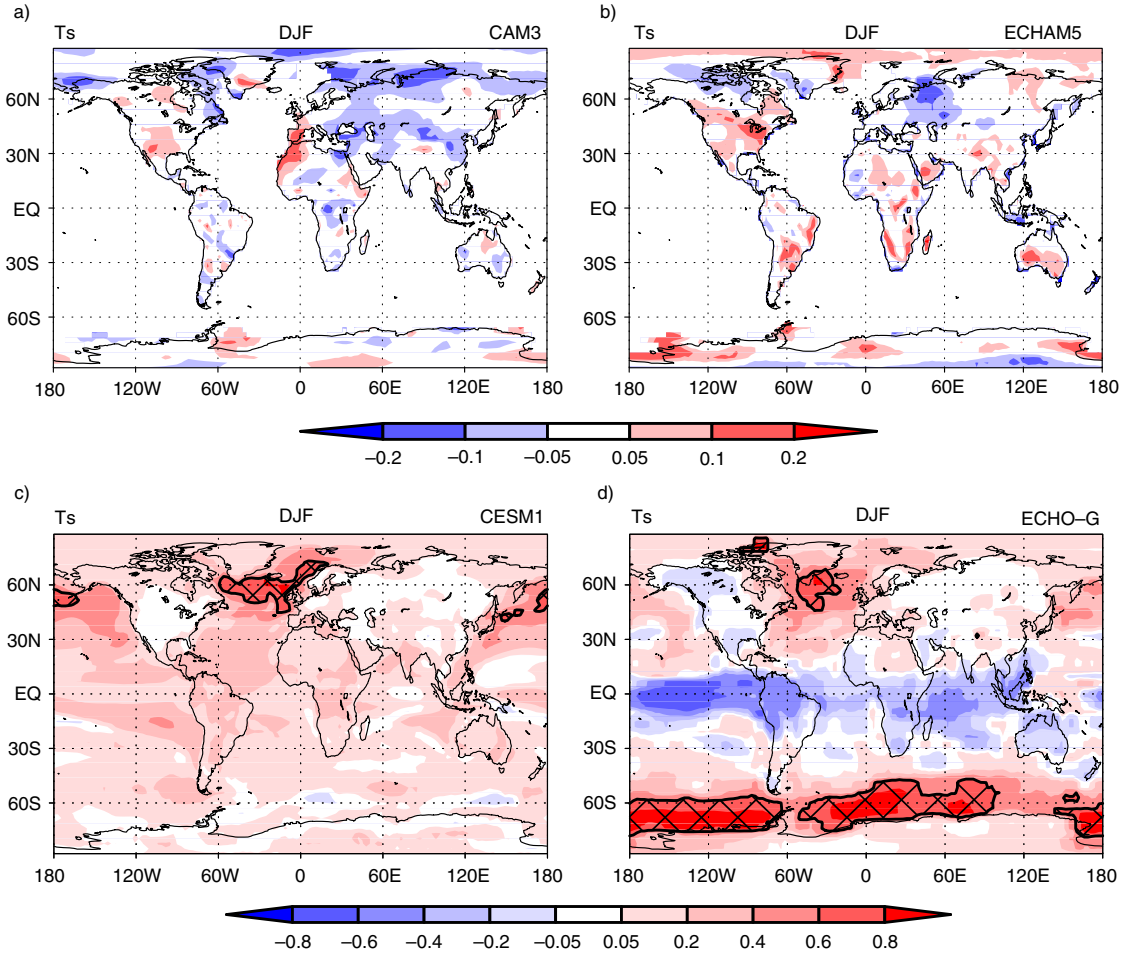 a)
Ts DJF CAM3
60N
30N
EQ
30S
60S
180 120W 60W 0 60E 120E 180
b)
Ts DJF ECHAM5
60N
30N
EQ
30S
60S
180 120W 60W 0 60E 120E 180
−0.2 −0.1 −0.05 0.05 0.1 0.2
c)
Ts DJF CESM1
60N
30N
EQ
30S
60S
180 120W 60W 0 60E 120E 180
d)
Ts DJF ECHO−G
60N
30N
EQ
30S
60S
180 120W 60W 0 60E 120E 180
−0.8 −0.6 −0.4 −0.2 −0.05 0.05 0.2 0.4 0.6 0.8